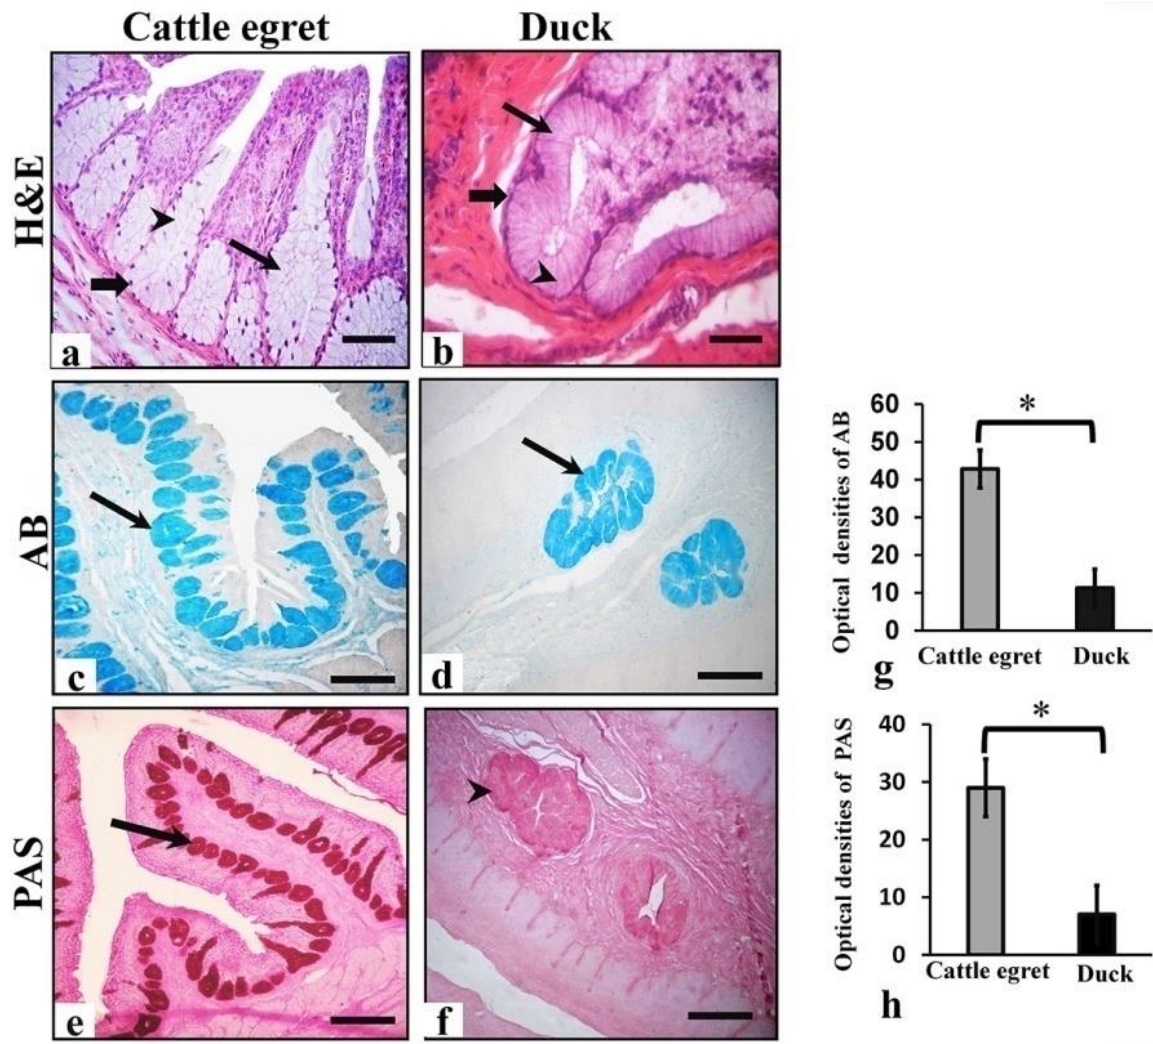 Cattle egret Duck
H&E
a
b
AB
c
d
PAS
e
f
Optical densities of AB
60
50
40
30
20
10
0
*
Cattle egret Duck
g
Optical densities of PAS
40
30
20
10
0
*
Cattle egret Duck
h